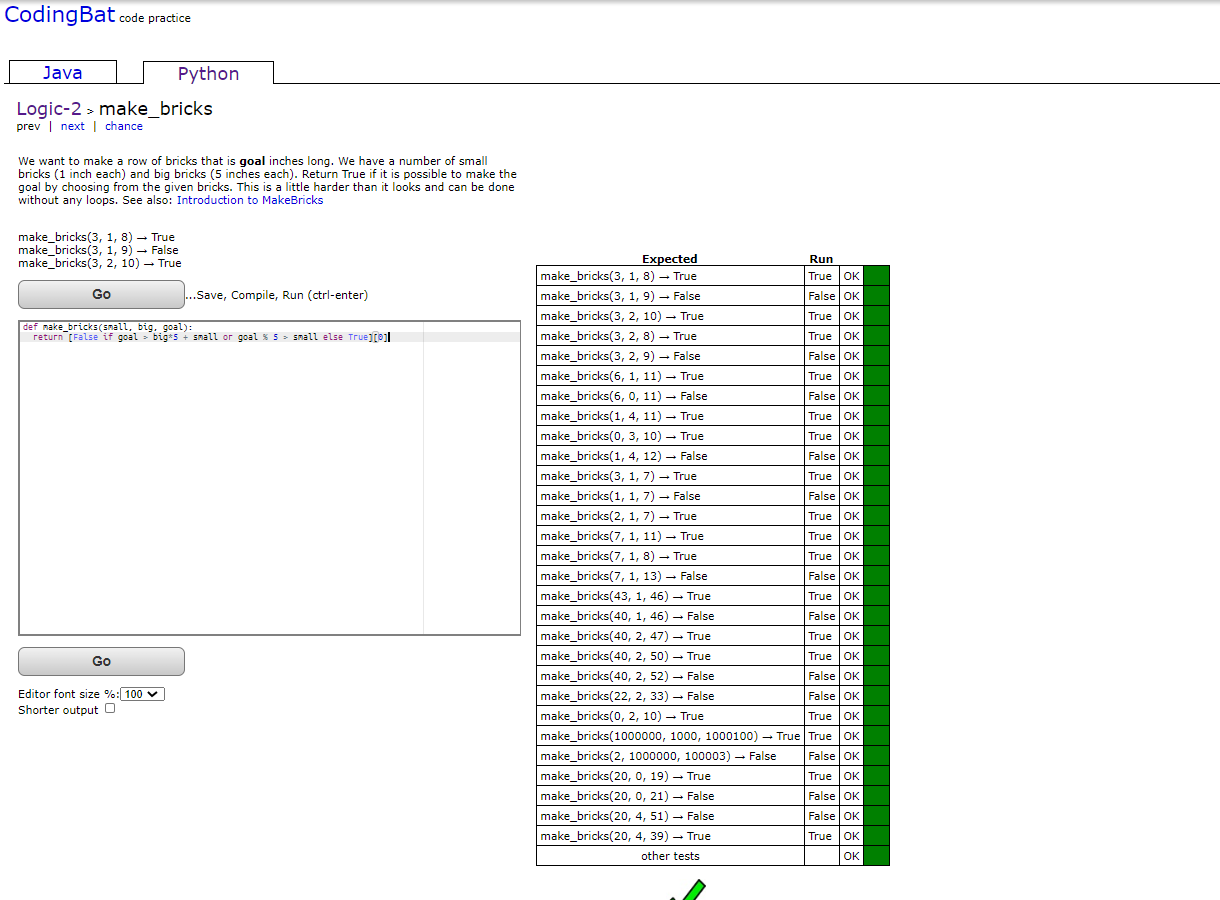 CodingBat code practice
Java
Python
Logic-2 > make_bricks
prev | next | chance
We want to make a row of bricks that is goal inches long. We have a number of small
bricks (1 inch each) and big bricks (5 inches each). Return True if it is possible to make the
goal by choosing from the given bricks. This is a little harder than it looks and can be done
without any loops. See also: Introduction to MakeBricks
make_bricks(3, 1, 8) → True
make_bricks(3, 1, 9) → False
make_bricks(3, 2, 10) → True
Go
...Save, Compile, Run (ctrl-enter)
def make_bricks(small, big, goal):
  return [False if goal > big*5 + small or goal % 5 > small else True][0]
Go
Editor font size %: 100
Shorter output
Expected Run
make_bricks(3, 1, 8) → True True OK
make_bricks(3, 1, 9) → False False OK
make_bricks(3, 2, 10) → True True OK
make_bricks(3, 2, 8) → True True OK
make_bricks(3, 2, 9) → False False OK
make_bricks(6, 1, 11) → True True OK
make_bricks(6, 0, 11) → False False OK
make_bricks(1, 4, 11) → True True OK
make_bricks(0, 3, 10) → True True OK
make_bricks(1, 4, 12) → False False OK
make_bricks(3, 1, 7) → True True OK
make_bricks(1, 1, 7) → False False OK
make_bricks(2, 1, 7) → True True OK
make_bricks(7, 1, 11) → True True OK
make_bricks(7, 1, 8) → True True OK
make_bricks(7, 1, 13) → False False OK
make_bricks(43, 1, 46) → True True OK
make_bricks(40, 1, 46) → False False OK
make_bricks(40, 2, 47) → True True OK
make_bricks(40, 2, 50) → True True OK
make_bricks(40, 2, 52) → False False OK
make_bricks(22, 2, 33) → False False OK
make_bricks(0, 2, 10) → True True OK
make_bricks(1000000, 1000, 1000100) → True True OK
make_bricks(2, 1000000, 100003) → False False OK
make_bricks(20, 0, 19) → True True OK
make_bricks(20, 0, 21) → False False OK
make_bricks(20, 4, 51) → False False OK
make_bricks(20, 4, 39) → True True OK
other tests OK